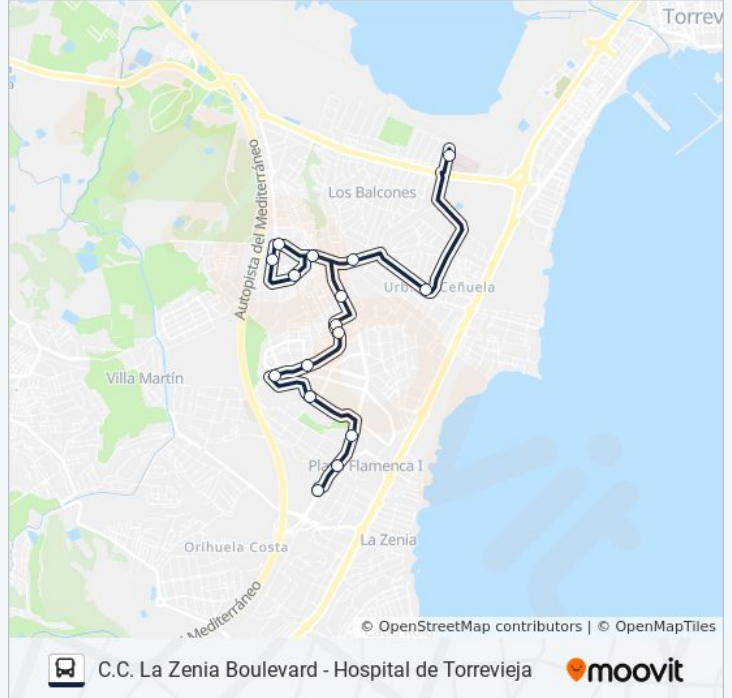 Torrev
Autopista del Mediterráneo
Los Balcones
Urb. Ceñuela
Villa Martín
Playa Flamenca I
La Zenia
Orihuela Costa
l Mediterráneo
© OpenStreetMap contributors | © OpenMapTiles
C.C. La Zenia Boulevard - Hospital de Torrevieja
moovit